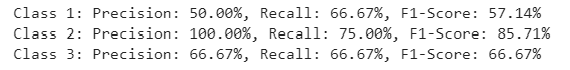 Class 1: Precision: 50.00%, Recall: 66.67%, F1-Score: 57.14%
Class 2: Precision: 100.00%, Recall: 75.00%, F1-Score: 85.71%
Class 3: Precision: 66.67%, Recall: 66.67%, F1-Score: 66.67%